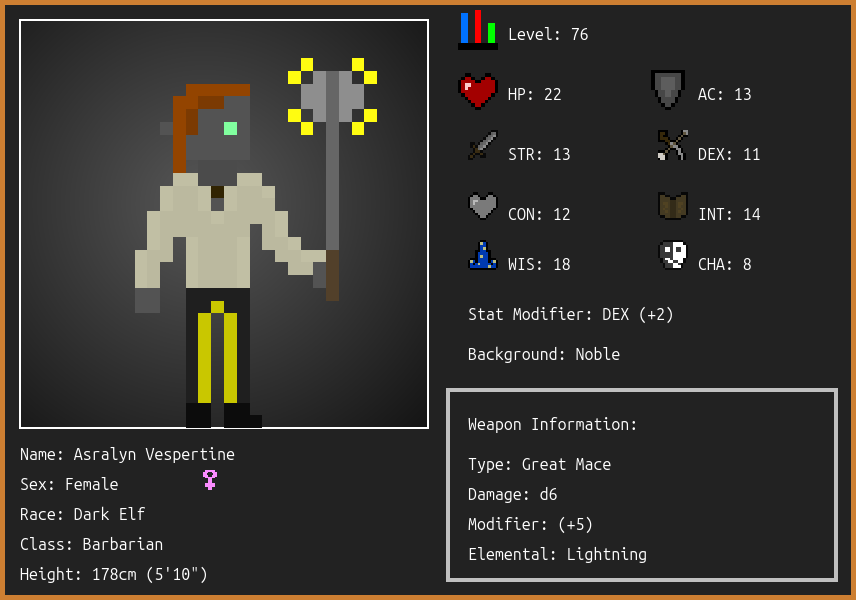 Level: 76
HP: 22
AC: 13
STR: 13
DEX: 11
CON: 12
INT: 14
WIS: 18
CHA: 8
Stat Modifier: DEX (+2)
Background: Noble
Weapon Information:
Type: Great Mace
Damage: d6
Modifier: (+5)
Elemental: Lightning
Name: Asralyn Vespertine
Sex: Female
Race: Dark Elf
Class: Barbarian
Height: 178cm (5'10")